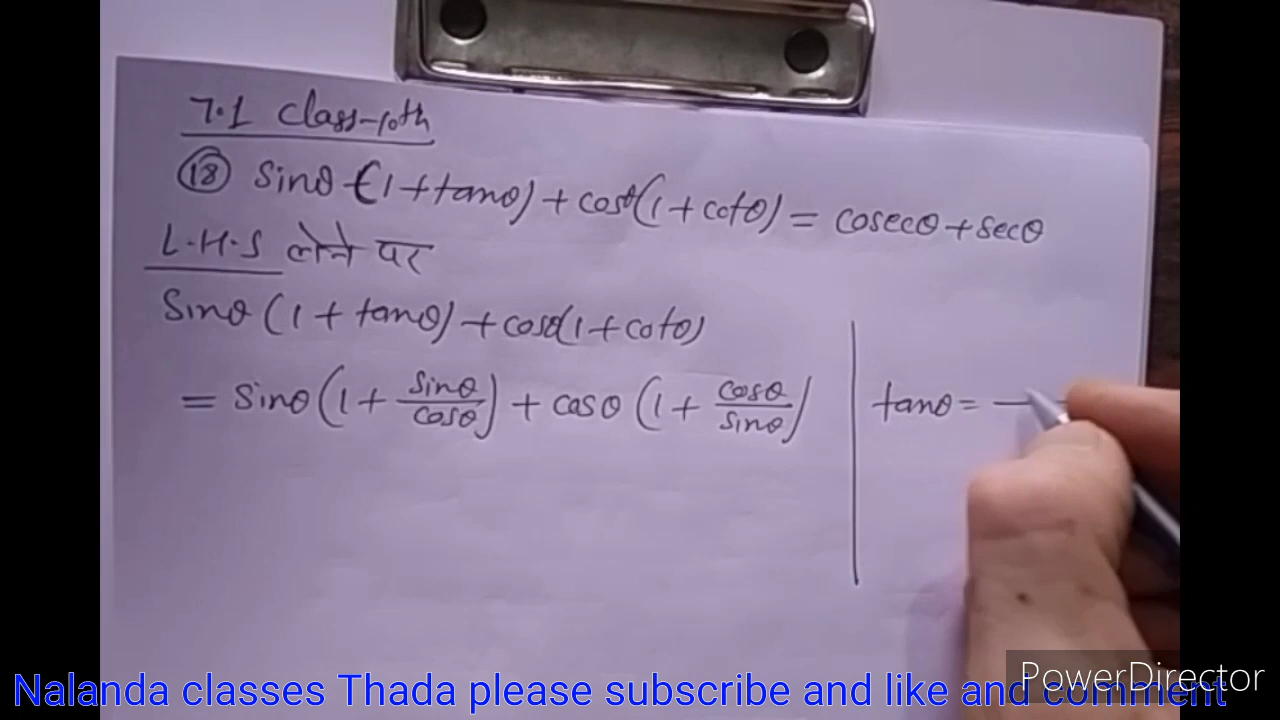 7.1 Class-10th
(18) sinθ (1+tanθ) + cosθ(1+cotθ) = cosecθ + secθ
L.H.S लेने पर
Sinθ (1 + tanθ) + cosθ(1+cotθ)
= sinθ (1 + sinθ/cosθ) + cosθ (1 + cosθ/sinθ)
tanθ =
PowerDirector
Nalanda classes Thada please subscribe and like and comment